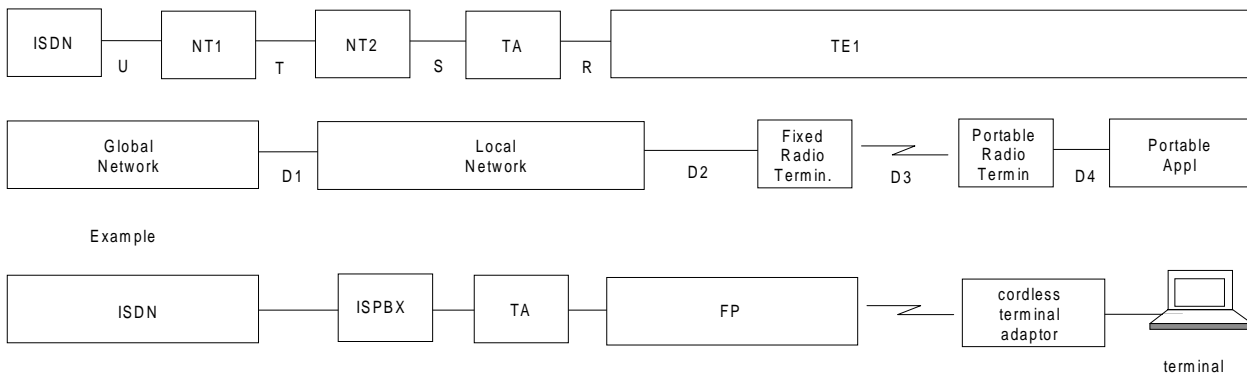 ISDN
NT1
NT2
TA
TE1
U
T
S
R
Global
Network
Local
Network
Fixed
Radio
Termin.
Portable
Radio
Termin
Portable
Appl
D1
D2
D3
D4
Example
ISDN
ISPBX
TA
FP
cordless
terminal
adaptor
terminal